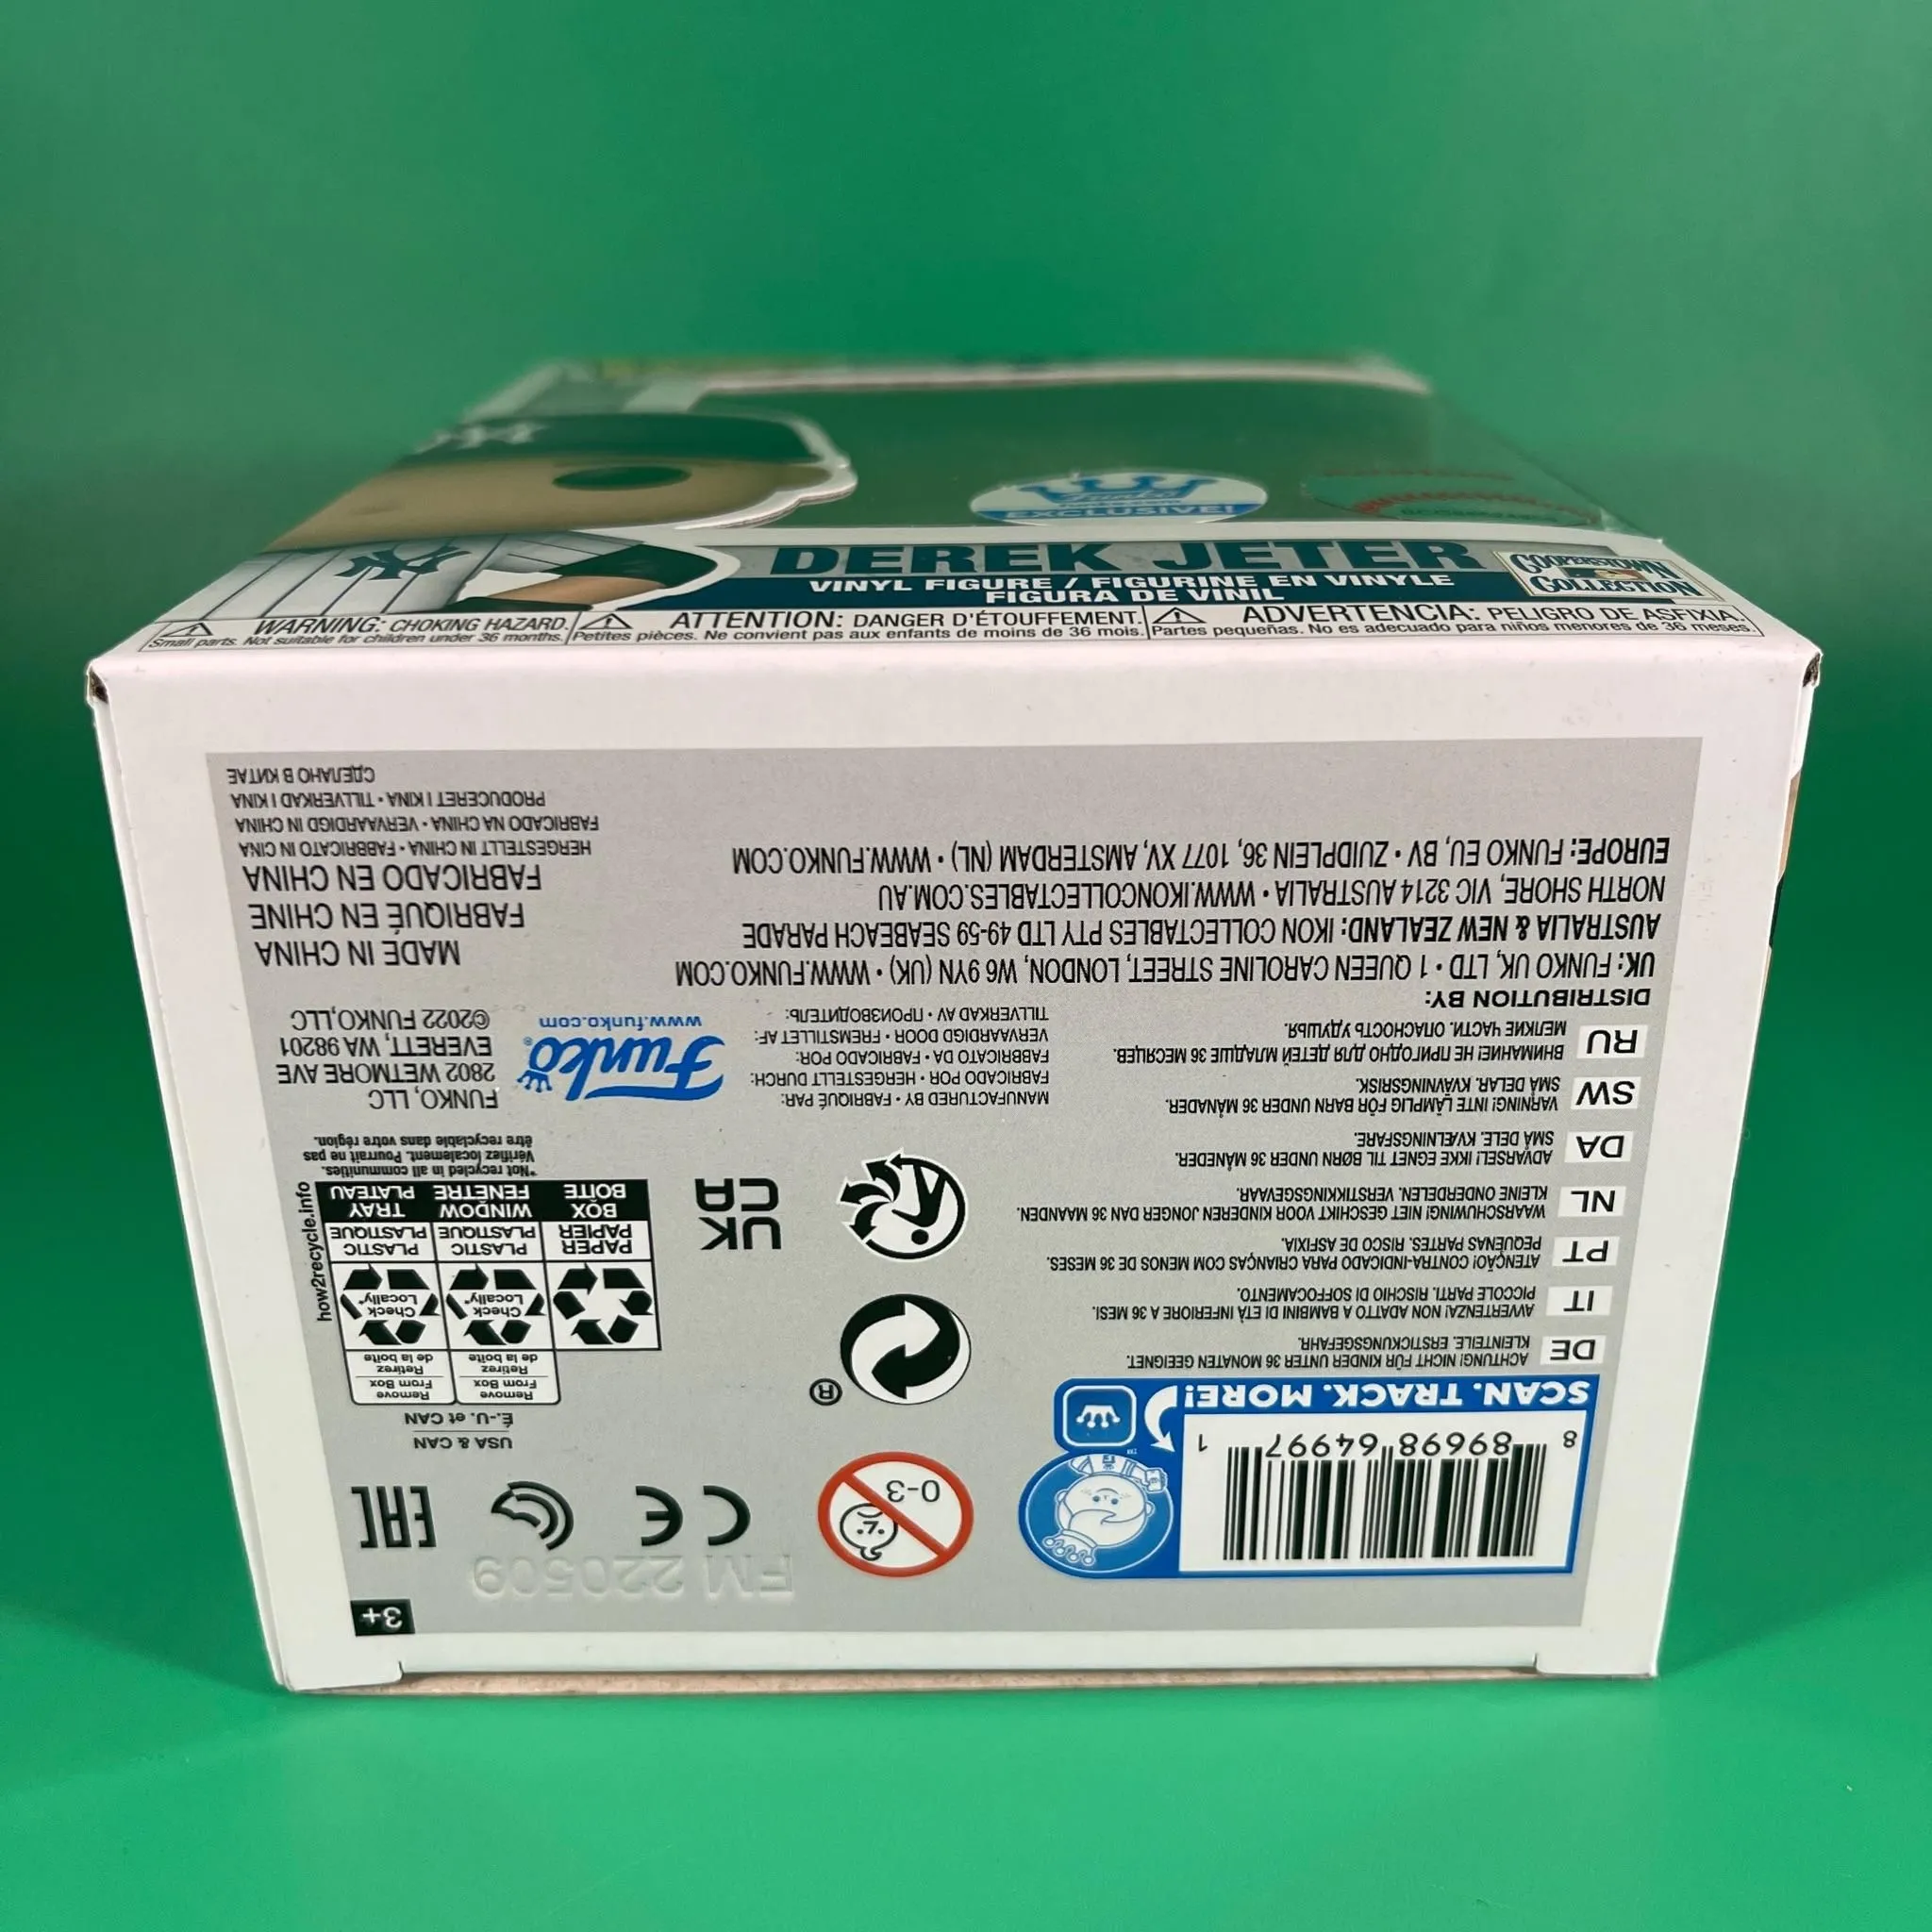 Funko
EXCLUSIVE!
DEREK JETER
VINYL FIGURE / FIGURINE EN VINYLE
FIGURA DE VINIL
COOPERSTOWN
COLLECTION
WARNING: CHOKING HAZARD.
Small parts. Not suitable for children under 36 months.
ATTENTION: DANGER D'ÉTOUFFEMENT.
Petites pièces. Ne convient pas aux enfants de moins de 36 mois.
ADVERTENCIA: PELIGRO DE ASFIXIA.
Partes pequeñas. No es adecuado para niños menores de 36 meses.
8 89698 64997 1
SCAN. TRACK. MORE!
0-3
FM 220509
3+
DE
ACHTUNG! NICHT FÜR KINDER UNTER 36 MONATEN GEEIGNET.
KLEINTEILE. ERSTICKUNGSGEFAHR.
IT
AVVERTENZA! NON ADATTO A BAMBINI DI ETÀ INFERIORE A 36 MESI.
PICCOLE PARTI. RISCHIO DI SOFFOCAMENTO.
PT
ATENÇÃO! CONTRA-INDICADO PARA CRIANÇAS COM MENOS DE 36 MESES.
PEQUENAS PARTES. RISCO DE ASFIXIA.
NL
WAARSCHUWING! NIET GESCHIKT VOOR KINDEREN JONGER DAN 36 MAANDEN.
KLEINE ONDERDELEN. VERSTIKKINGSGEVAAR.
DA
ADVARSEL! IKKE EGNET TIL BØRN UNDER 36 MÅNEDER.
SMÅ DELE. KVÆLNINGSFARE.
SW
VARNING! INTE LÄMPLIG FÖR BARN UNDER 36 MÅNADER.
SMÅ DELAR. KVÄVNINGSRISK.
RU
ВНИМАНИЕ! НЕ ПРИГОДНО ДЛЯ ДЕТЕЙ МЛАДШЕ 36 МЕСЯЦЕВ.
МЕЛКИЕ ЧАСТИ. ОПАСНОСТЬ УДУШЬЯ.
®
CE
EAC
UK
CA
USA & CAN
É.-U. et CAN
Remove
From Box
Retirez
de la boîte
Remove
From Box
Retirez
de la boîte
Check
Locally*
Check
Locally*
PAPER
PAPIER
PLASTIC
PLASTIQUE
PLASTIC
PLASTIQUE
BOX
BOÎTE
WINDOW
FENÊTRE
TRAY
PLATEAU
*Not recycled in all communities.
Vérifiez localement. Pourrait ne pas
être recyclable dans votre région.
how2recycle.info
MANUFACTURED BY • FABRIQUÉ PAR:
FABRICADO POR • HERGESTELLT DURCH:
FABBRICATO DA • FABRICADO POR:
VERVAARDIGD DOOR • FREMSTILLET AF:
TILLVERKAD AV • ПРОИЗВОДИТЕЛЬ:
Funko®
www.funko.com
FUNKO, LLC
2802 WETMORE AVE
EVERETT, WA 98201
©2022 FUNKO,LLC
DISTRIBUTION BY:
UK: FUNKO UK, LTD • 1 QUEEN CAROLINE STREET, LONDON, W6 9YN (UK) • WWW.FUNKO.COM
AUSTRALIA & NEW ZEALAND: IKON COLLECTABLES PTY LTD 49-59 SEABEACH PARADE
NORTH SHORE, VIC 3214 AUSTRALIA • WWW.IKONCOLLECTABLES.COM.AU
EUROPE: FUNKO EU, BV • ZUIDPLEIN 36, 1077 XV, AMSTERDAM (NL) • WWW.FUNKO.COM
MADE IN CHINA
FABRIQUÉ EN CHINE
FABRICADO EN CHINA
HERGESTELLT IN CHINA • FABBRICATO IN CINA
FABRICADO NA CHINA • VERVAARDIGD IN CHINA
PRODUCERET I KINA • TILLVERKAD I KINA
СДЕЛАНО В КИТАЕ